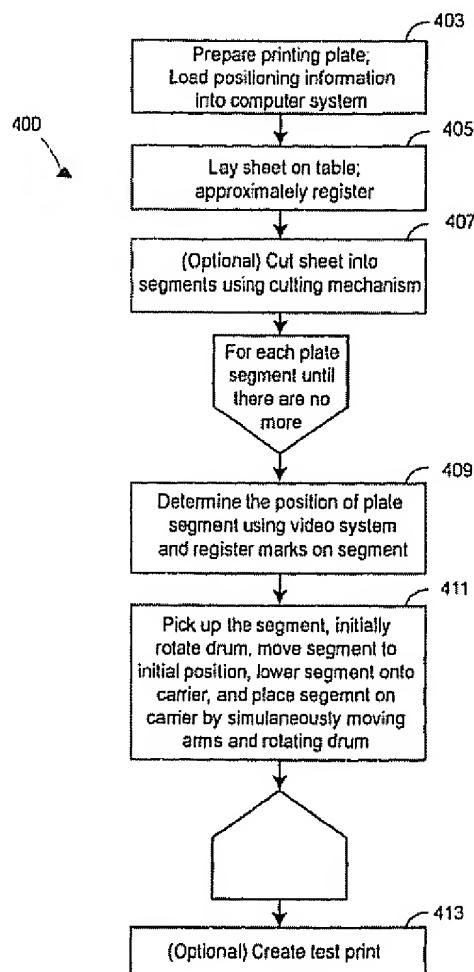 403
Prepare printing plate;
Load positioning information
into computer system
400
405
Lay sheet on table;
approximately register
407
(Optional) Cut sheet into
segments using cutting mechanism
For each plate
segment until
there are no
more
409
Determine the position of plate
segment using video system
and register marks on segment
411
Pick up the segment, initially
rotate drum, move segment to
initial position, lower segment onto
carrier, and place segemnt on
carrier by simultaneously moving
arms and rotating drum
413
(Optional) Create test print